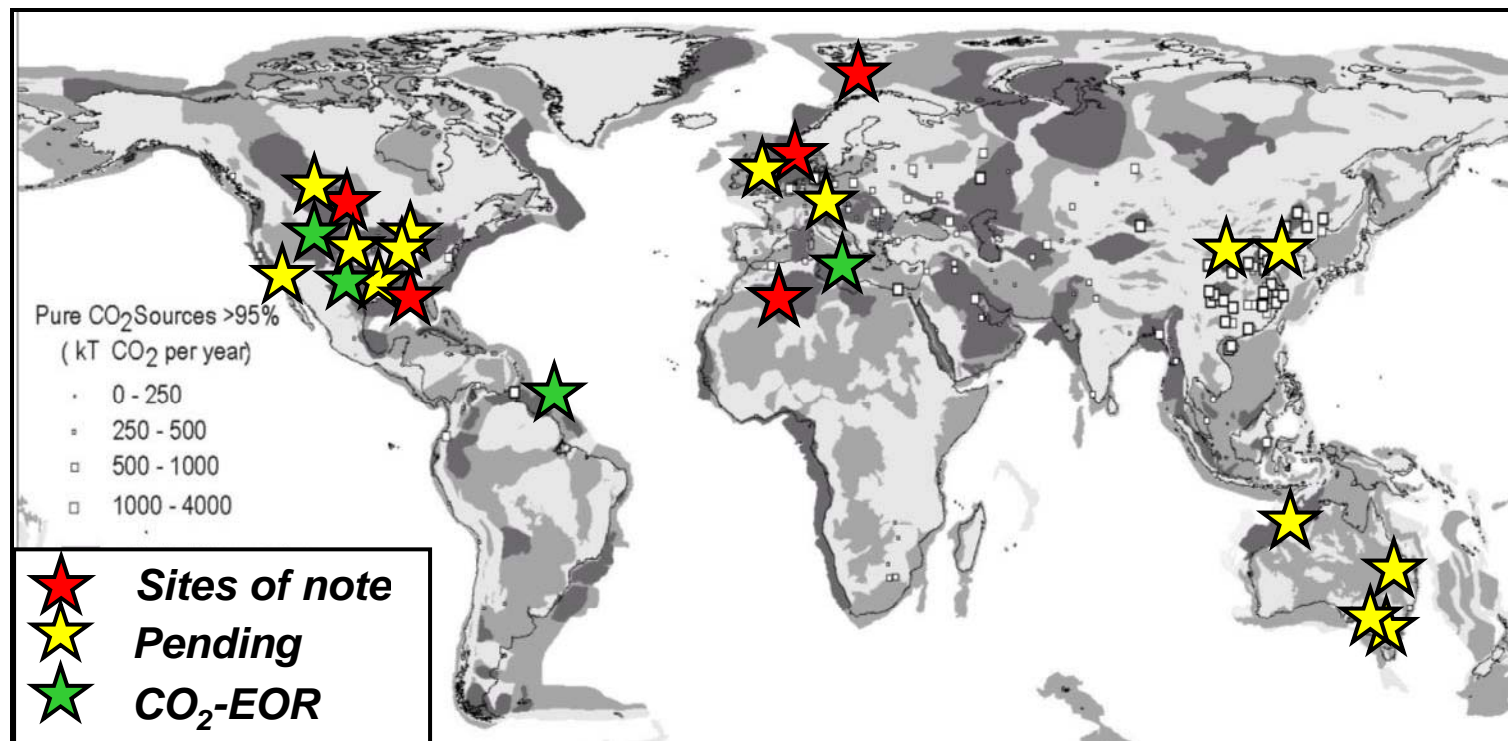 Pure CO2Sources >95%
( kT CO2 per year)
0 - 250
250 - 500
500 - 1000
1000 - 4000
Sites of note
Pending
CO2-EOR